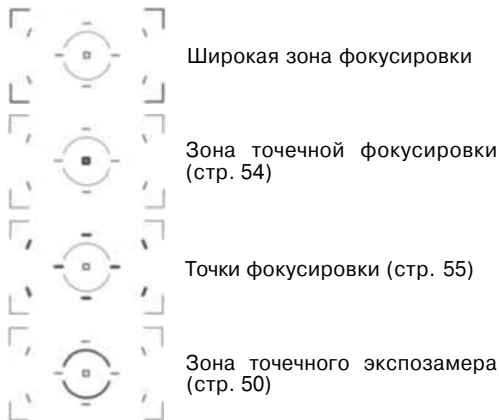 Широкая зона фокусировки
Зона точечной фокусировки
(стр. 54)
Точки фокусировки (стр. 55)
Зона точечного экспозамера
(стр. 50)